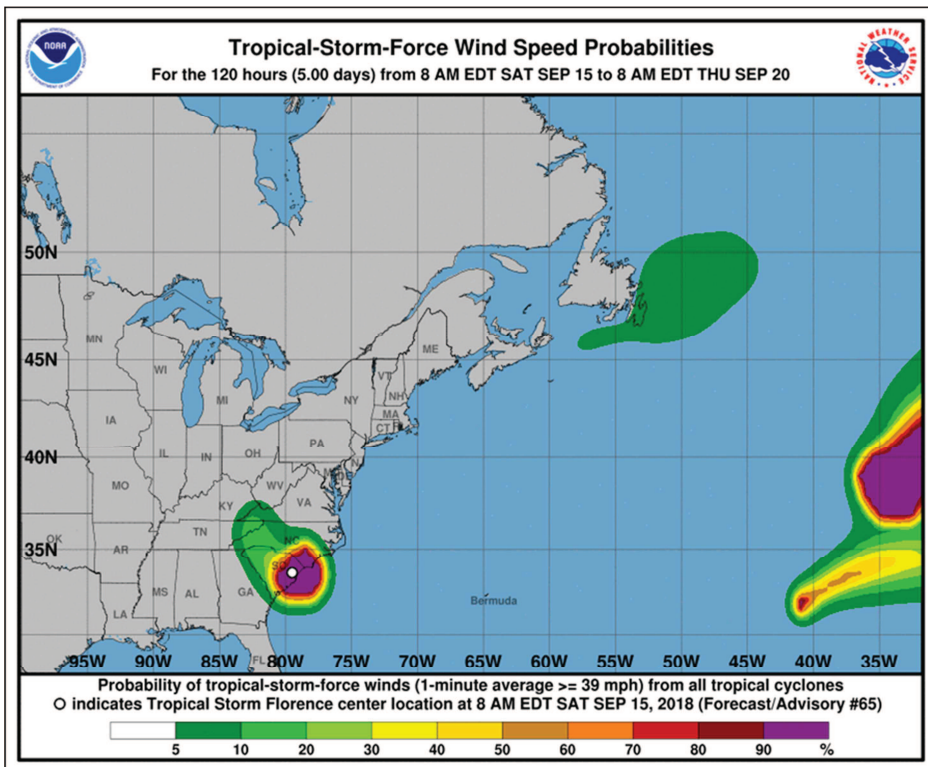 NOAA
Tropical-Storm-Force Wind Speed Probabilities
For the 120 hours (5.00 days) from 8 AM EDT SAT SEP 15 to 8 AM EDT THU SEP 20
NATIONAL WEATHER SERVICE
50N
MN
45N
ME
WI
VT
MI
NY
NH
MA
IA
CT
PA
40N
IL
IN
OH
MO
WV
VA
KY
OK
TN
NC
35N
AR
SC
MS
AL
GA
Bermuda
LA
FL
95W 90W 85W 80W 75W 70W 65W 60W 55W 50W 45W 40W 35W
Probability of tropical-storm-force winds (1-minute average >= 39 mph) from all tropical cyclones
indicates Tropical Storm Florence center location at 8 AM EDT SAT SEP 15, 2018 (Forecast/Advisory #65)
5 10 20 30 40 50 60 70 80 90 %